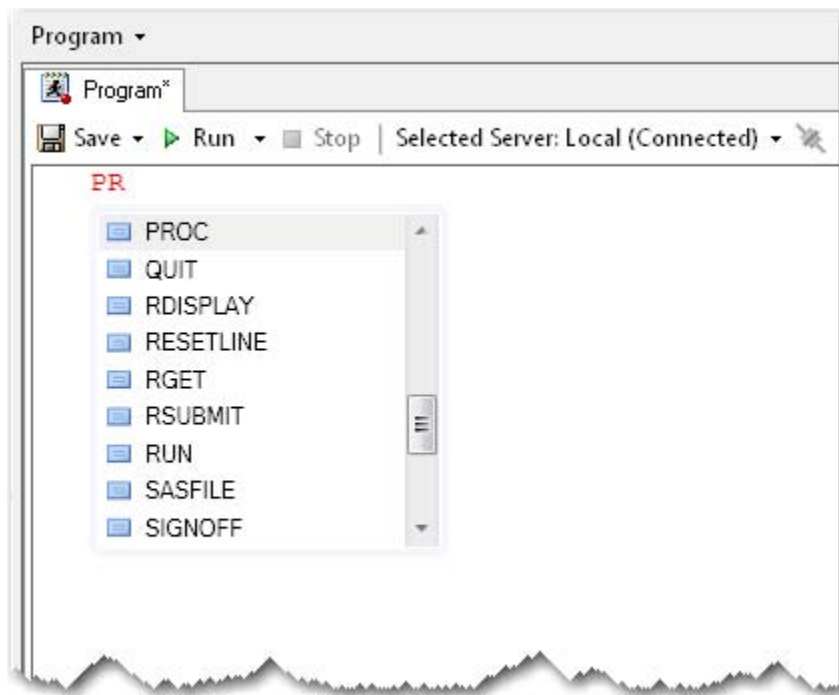 Program
Program*
Save Run Stop Selected Server: Local (Connected)
PR
PROC
QUIT
RDISPLAY
RESETLINE
RGET
RSUBMIT
RUN
SASFILE
SIGNOFF